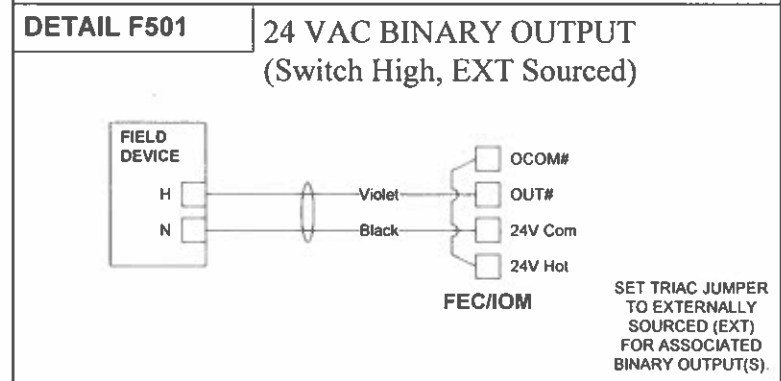 DETAIL F501
24 VAC BINARY OUTPUT
(Switch High, EXT Sourced)
FIELD
DEVICE
H
N
Violet
Black
OCOM#
OUT#
24V Com
24V Hot
FEC/IOM
SET TRIAC JUMPER
TO EXTERNALLY
SOURCED (EXT)
FOR ASSOCIATED
BINARY OUTPUT(S).